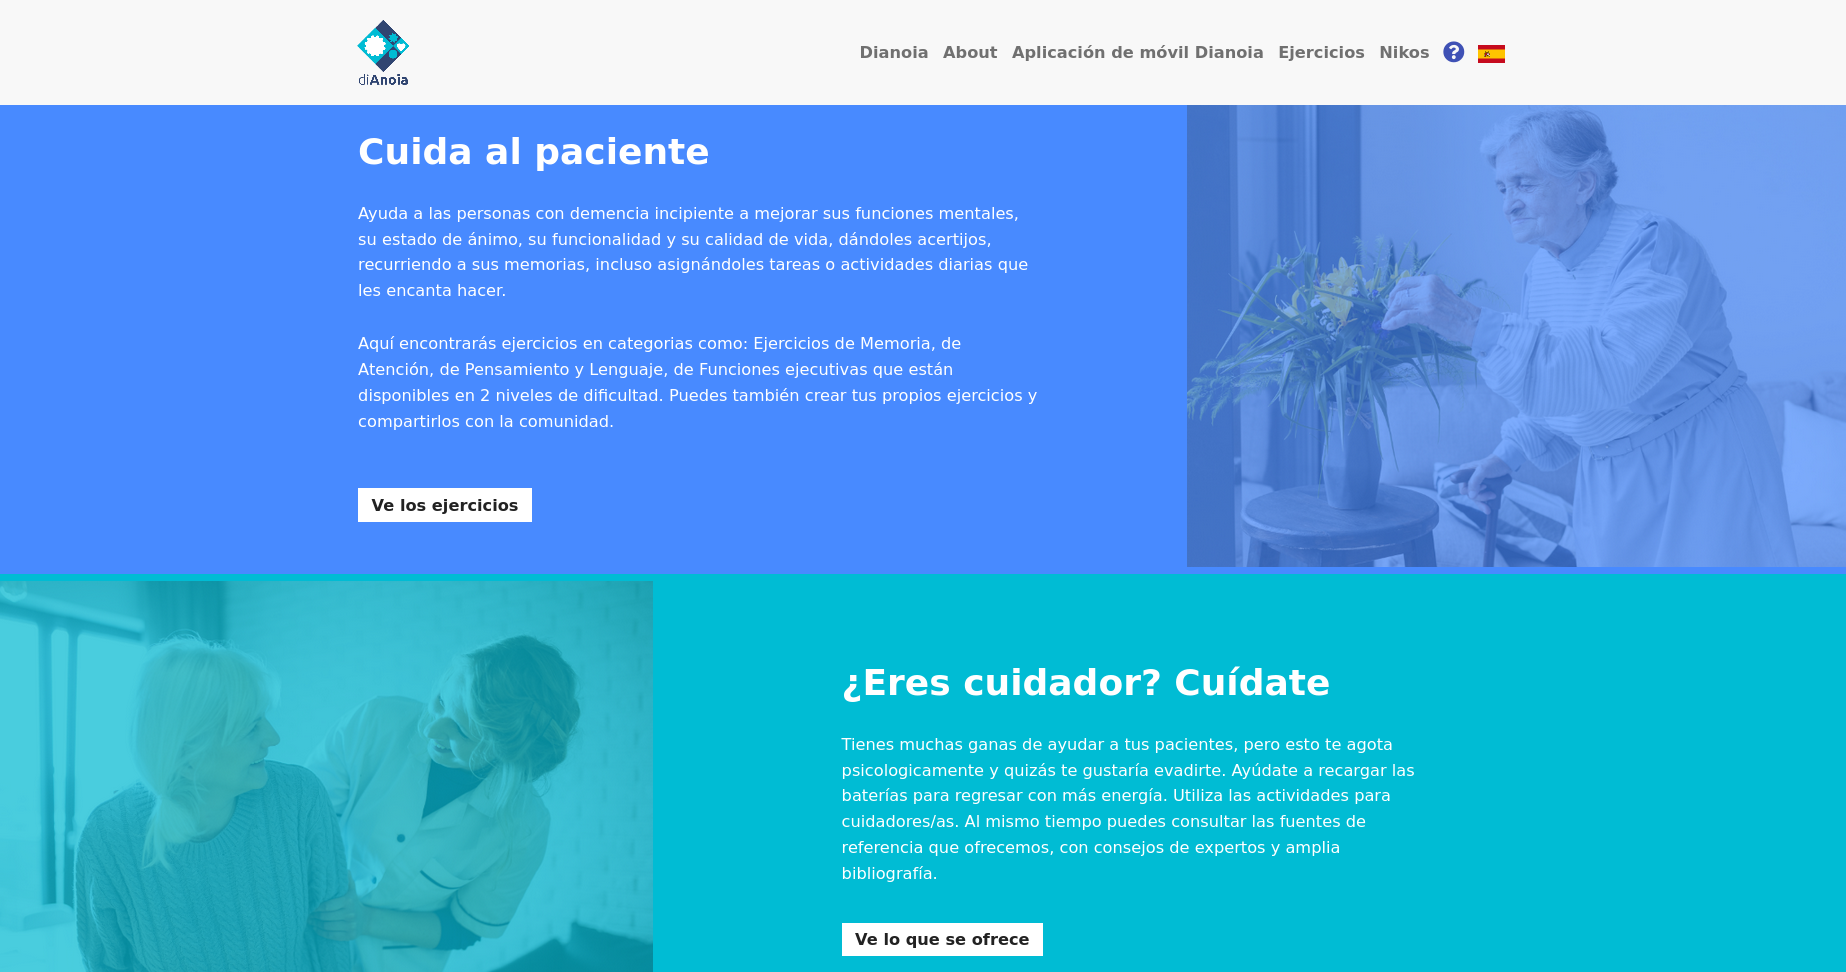 diAnoia
Dianoia About Aplicación de móvil Dianoia Ejercicios Nikos
Cuida al paciente
Ayuda a las personas con demencia incipiente a mejorar sus funciones mentales,
su estado de ánimo, su funcionalidad y su calidad de vida, dándoles acertijos,
recurriendo a sus memorias, incluso asignándoles tareas o actividades diarias que
les encanta hacer.
Aquí encontrarás ejercicios en categorias como: Ejercicios de Memoria, de
Atención, de Pensamiento y Lenguaje, de Funciones ejecutivas que están
disponibles en 2 niveles de dificultad. Puedes también crear tus propios ejercicios y
compartirlos con la comunidad.
Ve los ejercicios
¿Eres cuidador? Cuídate
Tienes muchas ganas de ayudar a tus pacientes, pero esto te agota
psicologicamente y quizás te gustaría evadirte. Ayúdate a recargar las
baterías para regresar con más energía. Utiliza las actividades para
cuidadores/as. Al mismo tiempo puedes consultar las fuentes de
referencia que ofrecemos, con consejos de expertos y amplia
bibliografía.
Ve lo que se ofrece